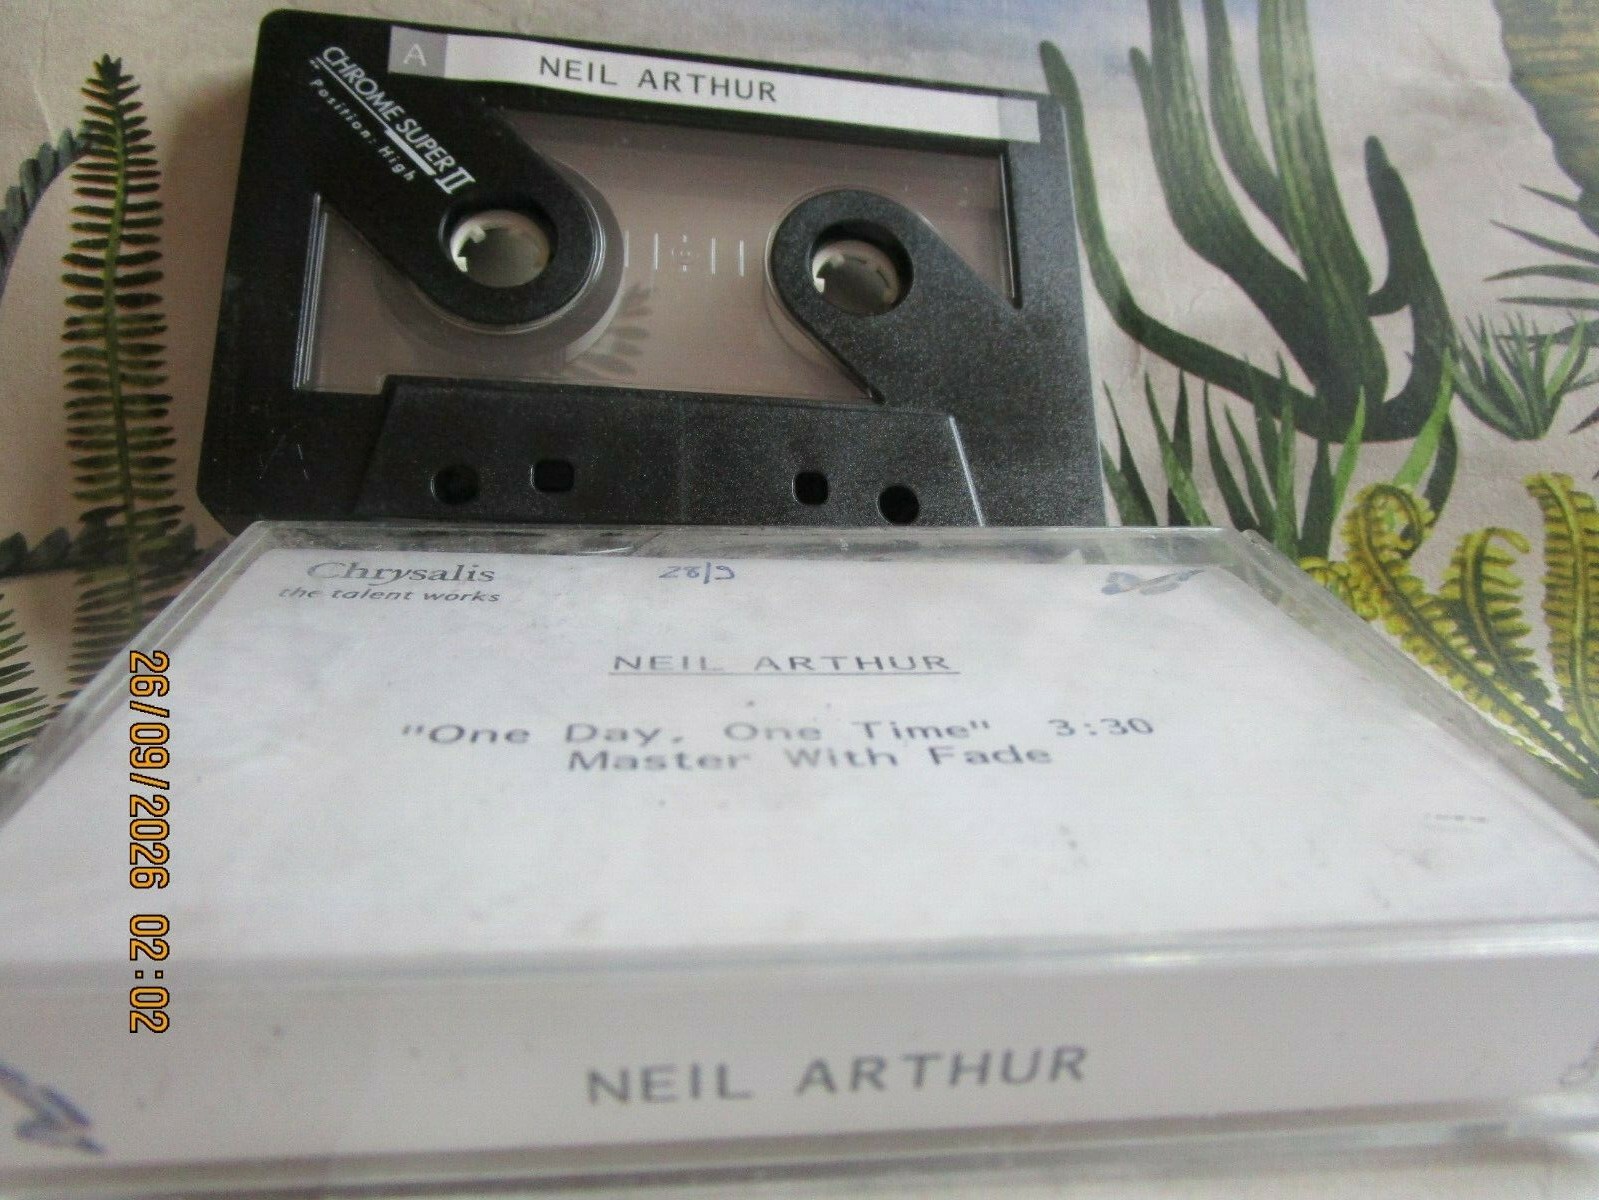 A
NEIL ARTHUR
CHROME SUPER II
Position: High
Chrysalis
the talent works
28/9
NEIL ARTHUR
"One Day, One Time" 3:30
Master With Fade
NEIL ARTHUR
26/09/2026 02:02